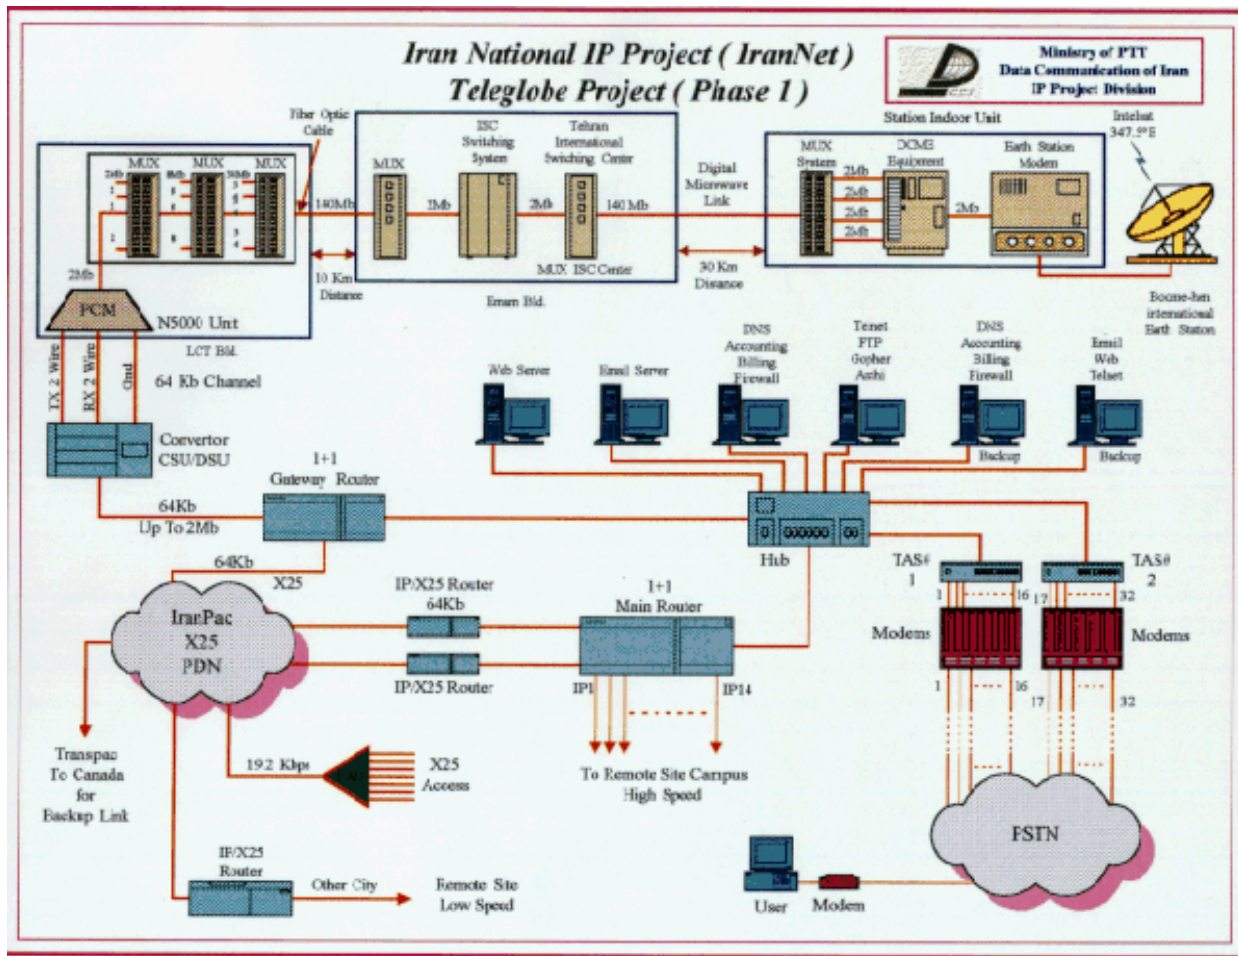 Iran National IP Project ( IranNet )
Teleglobe Project ( Phase 1 )
Ministry of PTT
Data Communication of Iran
IP Project Division
Fiber Optic
Cable
ISC
Switching
System
Tehran
International
Switching Center
Station Indoor Unit
Intelsat
347.5°E
MUX
MUX
MUX
MUX
Digital
Microwave
Link
MUX
System
DCME
Equipment
Earth Station
Modem
2Mb
8Mb
34Mb
140Mb
2Mb
2Mb
140 Mb
2Mb
2Mb
2Mb
2Mb
2Mb
MUX ISC Center
2Mb
10 Km
Distance
30 Km
Distance
Emam Bld.
PCM
N5000 Unit
LCT Bld.
Boome-hen
international
Earth Station
TX 2 Wire
RX 2 Wire
Gnd
64 Kb Channel
Web Server
Email Server
DNS
Accounting
Billing
Firewall
Tenet
FTP
Gopher
DNS
Accounting
Billing
Firewall
Email
Web
Telnet
Backup
Backup
Convertor
CSU/DSU
1+1
Gateway Router
64Kb
Up To 2Mb
Hub
64Kb
X25
TAS#
1
TAS#
2
1
16
17
32
Modems
Modems
IP/X25 Router
64Kb
1+1
Main Router
IranPac
X25
PDN
IP/X25 Router
IP1
IP14
1
16
17
32
Transpac
To Canada
for
Backup Link
19.2 Kbps
X25
Access
To Remote Site Campus
High Speed
PSTN
IP/X25
Router
Other City
Remote Site
Low Speed
User
Modem